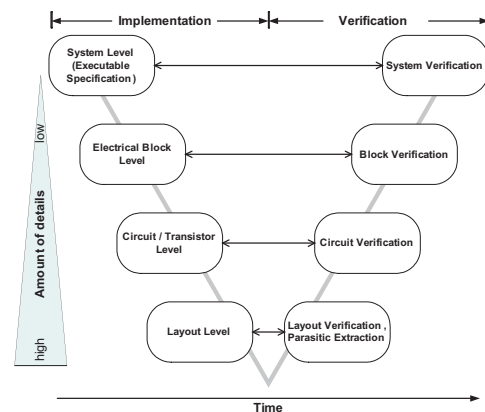 Implementation
Verification
System Level
(Executable
Specification)
System Verification
low
Electrical Block
Level
Block Verification
Amount of details
Circuit / Transistor
Level
Circuit Verification
high
Layout Level
Layout Verification ,
Parasitic Extraction
Time